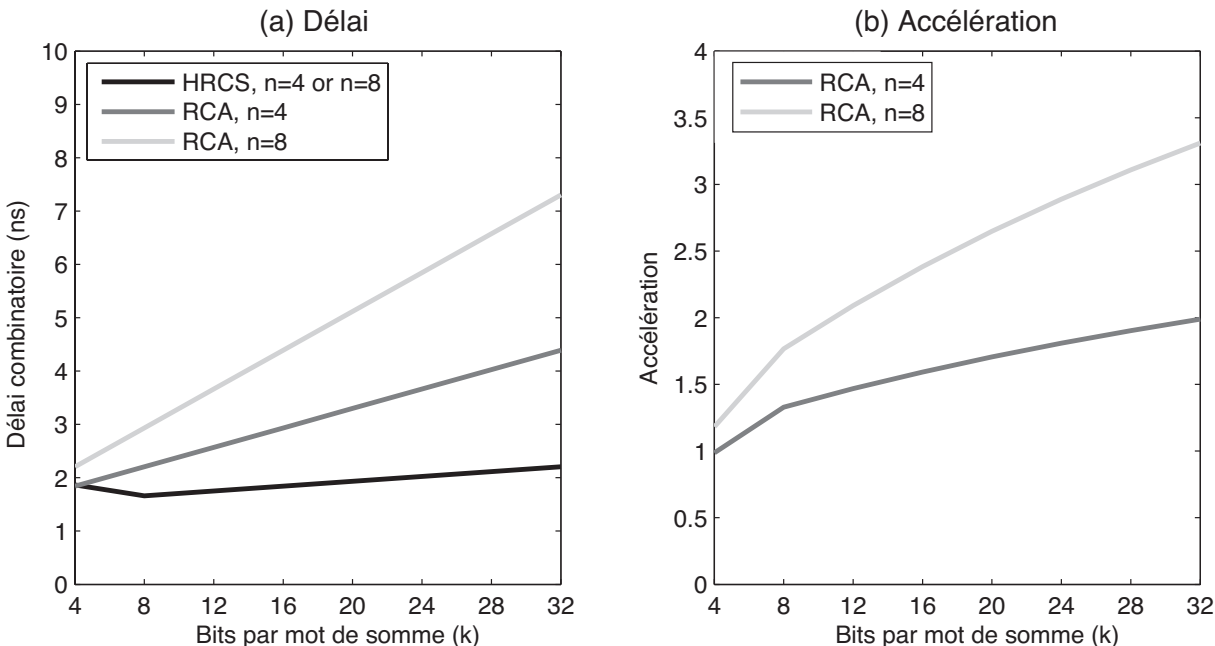 (a) Délai
10
9
8
7
6
5
4
3
2
1
0
Délai combinatoire (ns)
HRCS, n=4 or n=8
RCA, n=4
RCA, n=8
4 8 12 16 20 24 28 32
Bits par mot de somme (k)
(b) Accélération
4
3.5
3
2.5
2
1.5
1
0.5
0
Accélération
RCA, n=4
RCA, n=8
4 8 12 16 20 24 28 32
Bits par mot de somme (k)